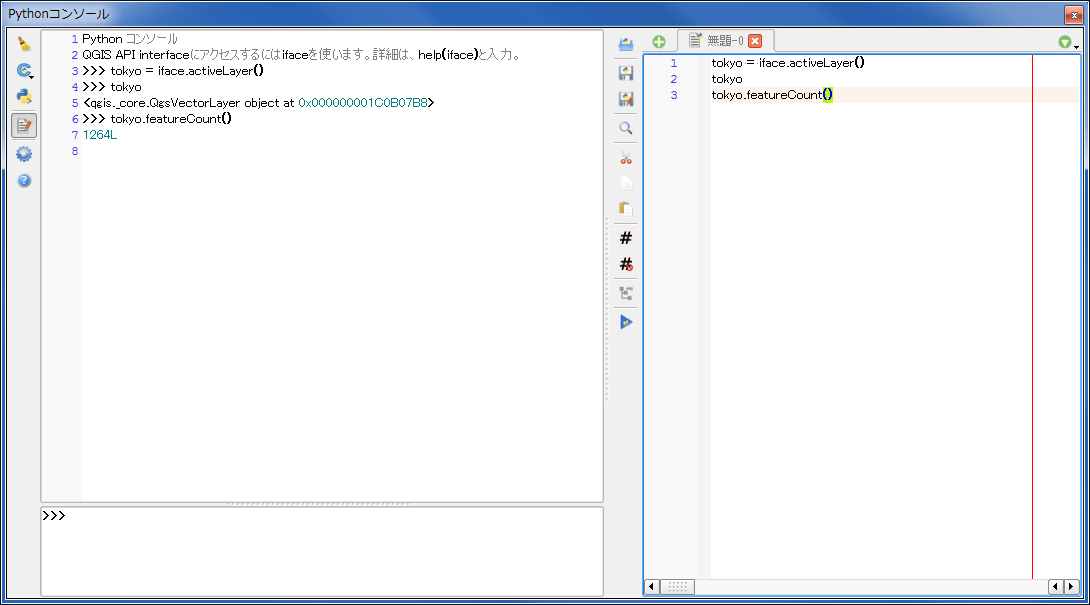 Pythonコンソール
1 Python コンソール
2 QGIS API interfaceにアクセスするにはifaceを使います。詳細は、help(iface)と入力。
3 >>> tokyo = iface.activeLayer()
4 >>> tokyo
5 <qgis._core.QgsVectorLayer object at 0x000000001C0B07B8>
6 >>> tokyo.featureCount()
7 1264L
8
>>>
無題-0
1 tokyo = iface.activeLayer()
2 tokyo
3 tokyo.featureCount()